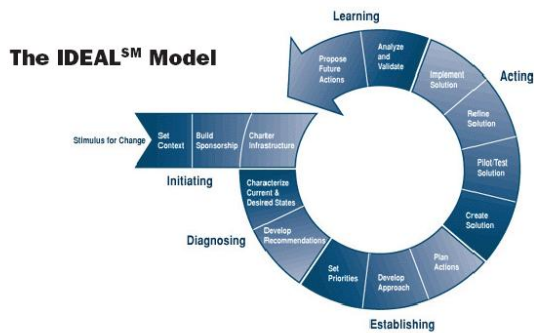 The IDEAL℠ Model
Stimulus for Change
Set
Context
Build
Sponsorship
Charter
Infrastructure
Initiating
Characterize
Current &
Desired States
Develop
Recommendations
Diagnosing
Set
Priorities
Develop
Approach
Plan
Actions
Establishing
Create
Solution
Pilot/Test
Solution
Refine
Solution
Implement
Solution
Acting
Analyze
and
Validate
Propose
Future
Actions
Learning